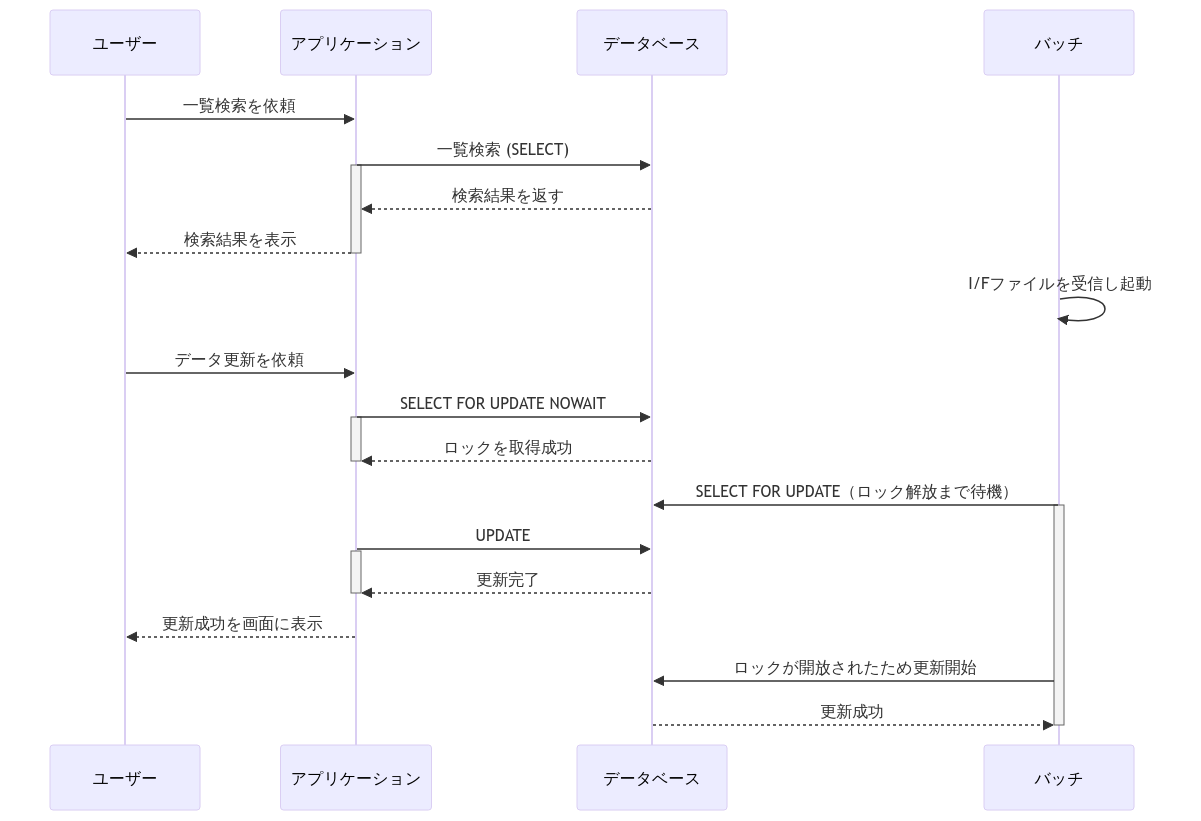 ユーザー
アプリケーション
データベース
バッチ
一覧検索を依頼
一覧検索 (SELECT)
検索結果を返す
検索結果を表示
I/Fファイルを受信し起動
データ更新を依頼
SELECT FOR UPDATE NOWAIT
ロックを取得成功
SELECT FOR UPDATE（ロック解放まで待機）
UPDATE
更新完了
更新成功を画面に表示
ロックが開放されたため更新開始
更新成功
ユーザー
アプリケーション
データベース
バッチ